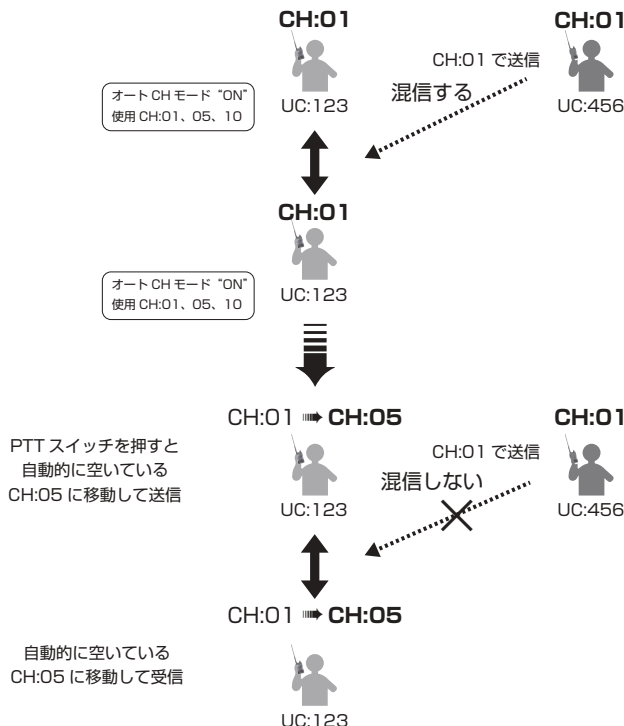 CH:01
CH:01
CH:01 で送信
混信する
オート CH モード “ON”
使用 CH:01、05、10
UC:123
UC:456
CH:01
オート CH モード “ON”
使用 CH:01、05、10
UC:123
CH:01 CH:05
CH:01
PTT スイッチを押すと
自動的に空いている
CH:05 に移動して送信
CH:01 で送信
混信しない
UC:123
UC:456
CH:01 CH:05
自動的に空いている
CH:05 に移動して受信
UC:123